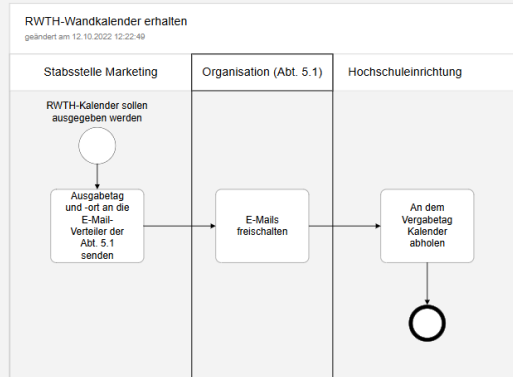 RWTH-Wandkalender erhalten
geändert am 12.10.2022 12:22:49
Stabsstelle Marketing
Organisation (Abt. 5.1)
Hochschuleinrichtung
RWTH-Kalender sollen
ausgegeben werden
Ausgabetag
und -ort an die
E-Mail-
Verteiler der
Abt. 5.1
senden
E-Mails
freischalten
An dem
Vergabetag
Kalender
abholen